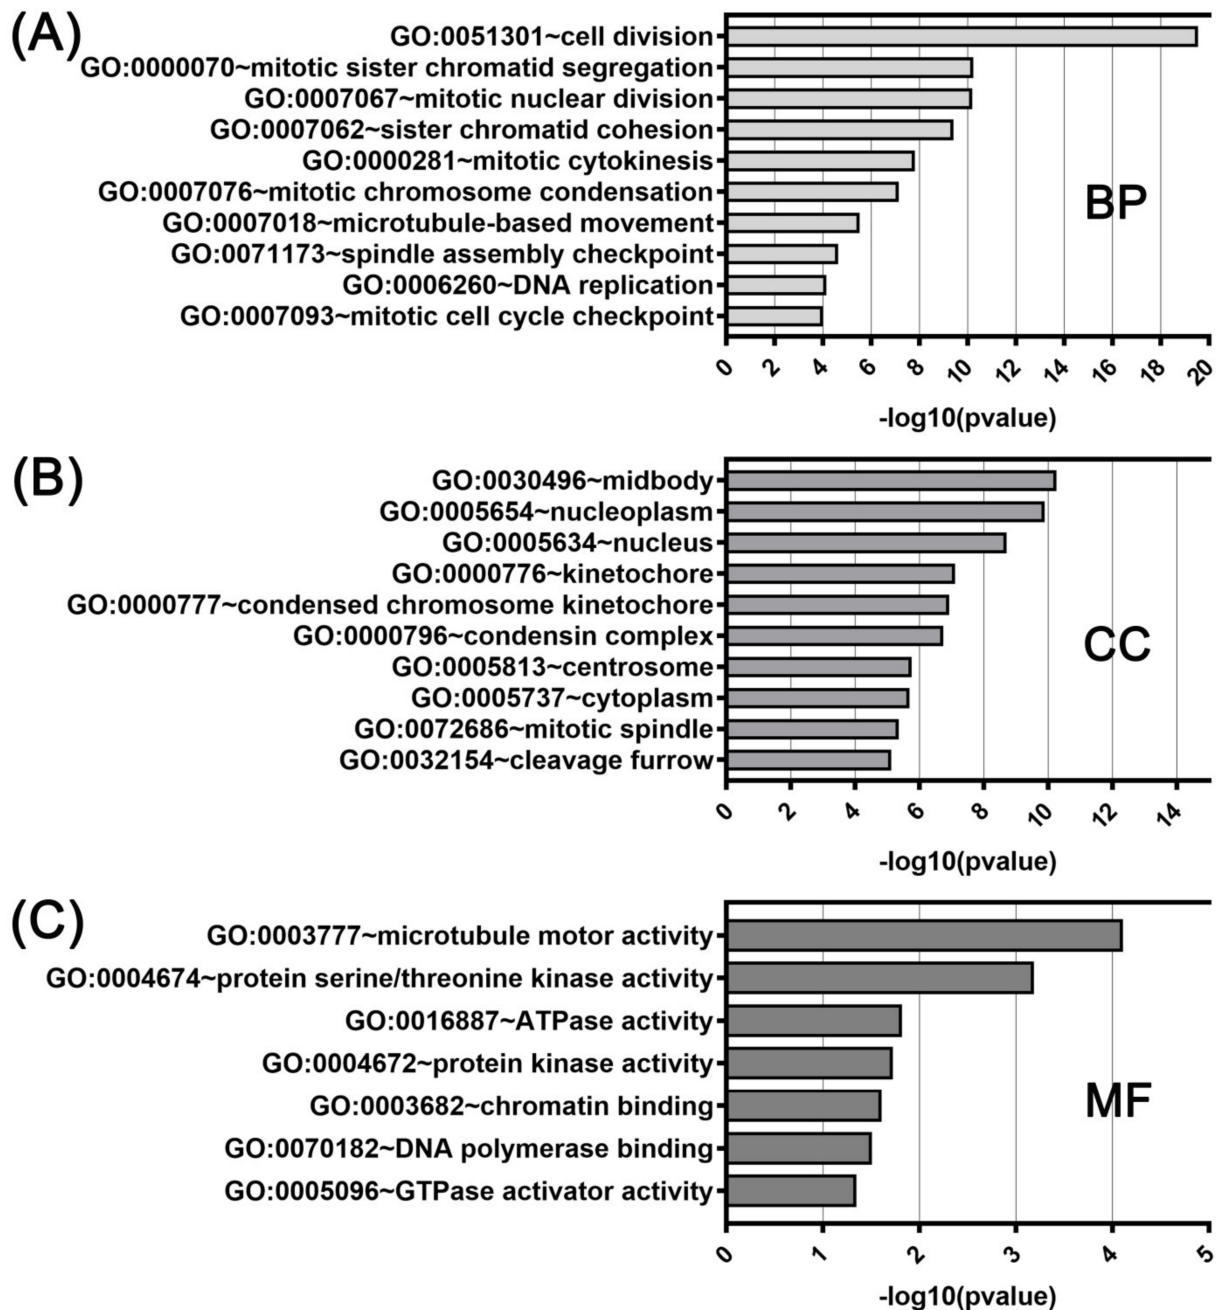 (A)
GO:0051301~cell division
GO:0000070~mitotic sister chromatid segregation
GO:0007067~mitotic nuclear division
GO:0007062~sister chromatid cohesion
GO:0000281~mitotic cytokinesis
GO:0007076~mitotic chromosome condensation
GO:0007018~microtubule-based movement
GO:0071173~spindle assembly checkpoint
GO:0006260~DNA replication
GO:0007093~mitotic cell cycle checkpoint
BP
0 2 4 6 8 10 12 14 16 18 20
-log10(pvalue)
(B)
GO:0030496~midbody
GO:0005654~nucleoplasm
GO:0005634~nucleus
GO:0000776~kinetochore
GO:0000777~condensed chromosome kinetochore
GO:0000796~condensin complex
GO:0005813~centrosome
GO:0005737~cytoplasm
GO:0072686~mitotic spindle
GO:0032154~cleavage furrow
CC
0 2 4 6 8 10 12 14
-log10(pvalue)
(C)
GO:0003777~microtubule motor activity
GO:0004674~protein serine/threonine kinase activity
GO:0016887~ATPase activity
GO:0004672~protein kinase activity
GO:0003682~chromatin binding
GO:0070182~DNA polymerase binding
GO:0005096~GTPase activator activity
MF
0 1 2 3 4 5
-log10(pvalue)